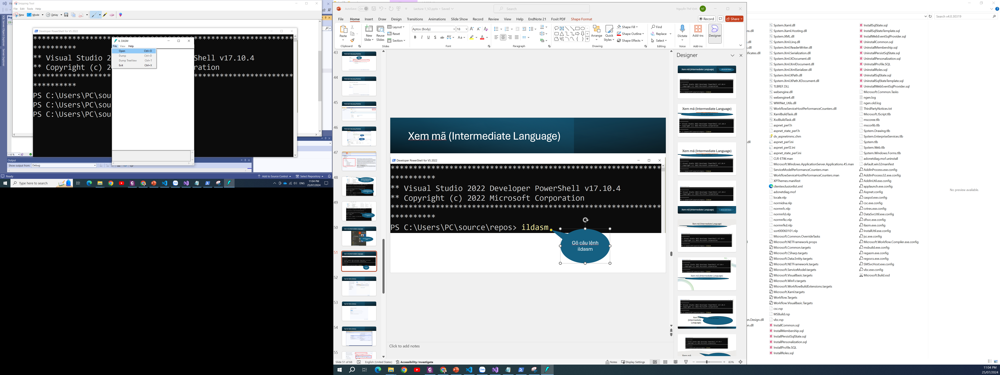 Snipping Tool
File Edit Tools Help
New Mode Delay
SQL Server Object Explorer
Server Explorer
Developer PowerShell for VS 2022
**********
** Visual Studio 2
Shell v17.10.4
** Copyright (c) 2
ration
**********
PS C:\Users\PC\sou
PS C:\Users\PC\sou
PS C:\Users\PC\sou
IL DASM
File View Help
Open Ctrl+O
Dump Ctrl+D
Dump TreeView Ctrl+T
Exit Ctrl+X
118 %
Output
Show output from: Debug
Ready
Add to Source Control
Select Repository
Type here to search
ENG
11:04 PM
25/07/2024
AutoSave On
Lecture 1_V2.pptx • Saved
Search
Nguyễn Thế Vinh
NT
File Home Insert Draw Design Transitions Animations Slide Show Record Review View Help EndNote 21 Foxit PDF Shape Format
Record
Share
Paste
Clipboard
New Slide
Reuse Slides
Layout
Reset
Section
Slides
Aptos (Body)
18
Font
Paragraph
Arrange
Quick Styles
Shape Fill
Shape Outline
Shape Effects
Drawing
Find
Replace
Select
Editing
Dictate
Voice
Add-ins
Add-ins
Designer
43
44
45
46
47
48
49
50
51
52
53
54
55
Xem mã (Intermediate Language)
Developer PowerShell for VS 2022
**********
** Visual Studio 2022 Developer PowerShell v17.10.4
** Copyright (c) 2022 Microsoft Corporation
**********
PS C:\Users\PC\source\repos> ildasm
Gõ câu lệnh
ildasm
Click to add notes
Slide 51 of 68
English (United States)
Accessibility: Investigate
Notes
Display Settings
83%
Designer
Xem mã (Intermediate Language)
Xem mã (Intermediate Language)
Xem mã (Intermediate Language)
Xem mã (Intermediate Language)
Xem mã (Intermediate Language)
Xem mã (Intermediate Language)
Xem mã
(Intermediate
Language)
Search v4.0.30319
System.Xaml.dll
System.Xaml.Hosting.dll
System.XML.dll
System.Xml.Linq.dll
System.Xml.ReaderWriter.dll
System.Xml.Serialization.dll
System.Xml.XDocument.dll
System.Xml.XmlDocument.dll
System.Xml.XmlSerializer.dll
System.Xml.XPath.dll
System.Xml.XPath.XDocument.dll
TLBREF.DLL
webengine.dll
webengine4.dll
WMINet_Utils.dll
WorkflowServiceHostPerformanceCounters.dll
XamlBuildTask.dll
XsdBuildTask.dll
aspnet_perf.h
aspnet_state_perf.h
dv_aspnetmmc.chm
aspnet_perf.ini
aspnet_perf2.ini
aspnet_state_perf.ini
CLR-ETW.man
Microsoft.Windows.ApplicationServer.Applications.45.man
ServiceModelPerformanceCounters.man
WorkflowServiceHostPerformanceCounters.man
XPThemes.manifest
clientexclusionlist.xml
adonetdiag.mof
locale.nlp
normidna.nlp
normnfc.nlp
normnfd.nlp
normnfkc.nlp
normnfkd.nlp
sort00060101.nlp
Microsoft.Common.OverrideTasks
Microsoft.NETFramework.props
Microsoft.Common.targets
Microsoft.CSharp.targets
Microsoft.Data.Entity.targets
Microsoft.NETFramework.targets
Microsoft.ServiceModel.targets
Microsoft.VisualBasic.targets
Microsoft.WinFx.targets
Microsoft.WorkflowBuildExtensions.targets
Microsoft.Xaml.targets
Workflow.Targets
Workflow.VisualBasic.Targets
csc.rsp
MSBuild.rsp
vbc.rsp
InstallCommon.sql
InstallMembership.sql
InstallPersistSqlState.sql
InstallPersonalization.sql
InstallProfile.SQL
InstallRoles.sql
InstallSqlState.sql
InstallSqlStateTemplate.sql
InstallWebEventSqlProvider.sql
UninstallCommon.sql
UninstallMembership.sql
UninstallPersistSqlState.sql
UninstallPersonalization.sql
UnInstallProfile.SQL
UninstallRoles.sql
UninstallSqlState.sql
UninstallSqlStateTemplate.sql
UninstallWebEventSqlProvider.sql
Microsoft.Common.Tasks
ngen.log
ngen.old.log
ThirdPartyNotices.txt
Microsoft.JScript.tlb
mscoree.tlb
mscorlib.tlb
System.Drawing.tlb
System.EnterpriseServices.tlb
System.tlb
System.Web.tlb
System.Windows.Forms.tlb
adonetdiag.mof.uninstall
default.win32manifest
AddInProcess.exe.config
AddInProcess32.exe.config
AddInUtil.exe.config
applaunch.exe.config
Aspnet.config
caspol.exe.config
csc.exe.config
cvtres.exe.config
DataSvcUtil.exe.config
dfsvc.exe.config
ilasm.exe.config
InstallUtil.exe.config
jsc.exe.config
Microsoft.Workflow.Compiler.exe.config
msbuild.exe.config
regasm.exe.config
regsvcs.exe.config
SMSvcHost.exe.config
vbc.exe.config
Microsoft.Build.xsd
No preview available.
11:04 PM
25/07/2024